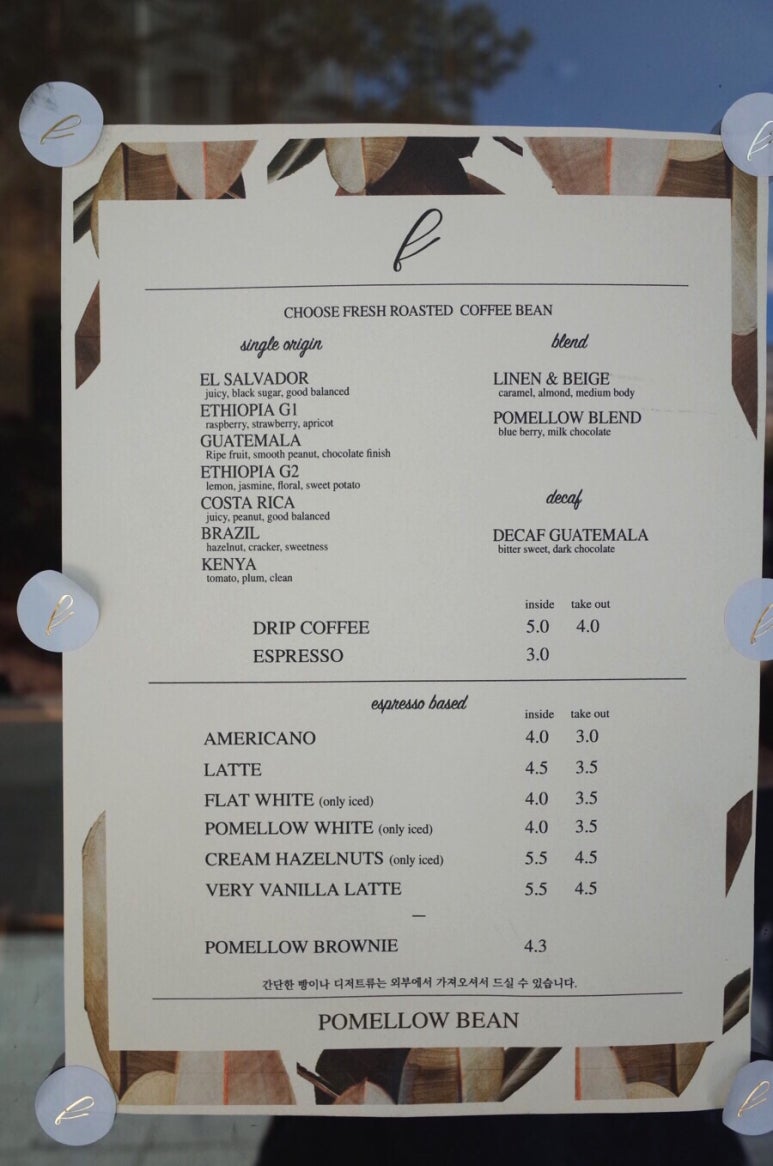 CHOOSE FRESH ROASTED COFFEE BEAN
single origin
EL SALVADOR
juicy, black sugar, good balanced
ETHIOPIA G1
raspberry, strawberry, apricot
GUATEMALA
Ripe fruit, smooth peanut, chocolate finish
ETHIOPIA G2
lemon, jasmine, floral, sweet potato
COSTA RICA
juicy, peanut, good balanced
BRAZIL
hazelnut, cracker, sweetness
KENYA
tomato, plum, clean
blend
LINEN & BEIGE
caramel, almond, medium body
POMELLOW BLEND
blue berry, milk chocolate
decaf
DECAF GUATEMALA
bitter sweet, dark chocolate
inside take out
DRIP COFFEE 5.0 4.0
ESPRESSO 3.0
espresso based
inside take out
AMERICANO 4.0 3.0
LATTE 4.5 3.5
FLAT WHITE (only iced) 4.0 3.5
POMELLOW WHITE (only iced) 4.0 3.5
CREAM HAZELNUTS (only iced) 5.5 4.5
VERY VANILLA LATTE 5.5 4.5
—
POMELLOW BROWNIE 4.3
간단한 빵이나 디저트류는 외부에서 가져오셔서 드실 수 있습니다.
POMELLOW BEAN